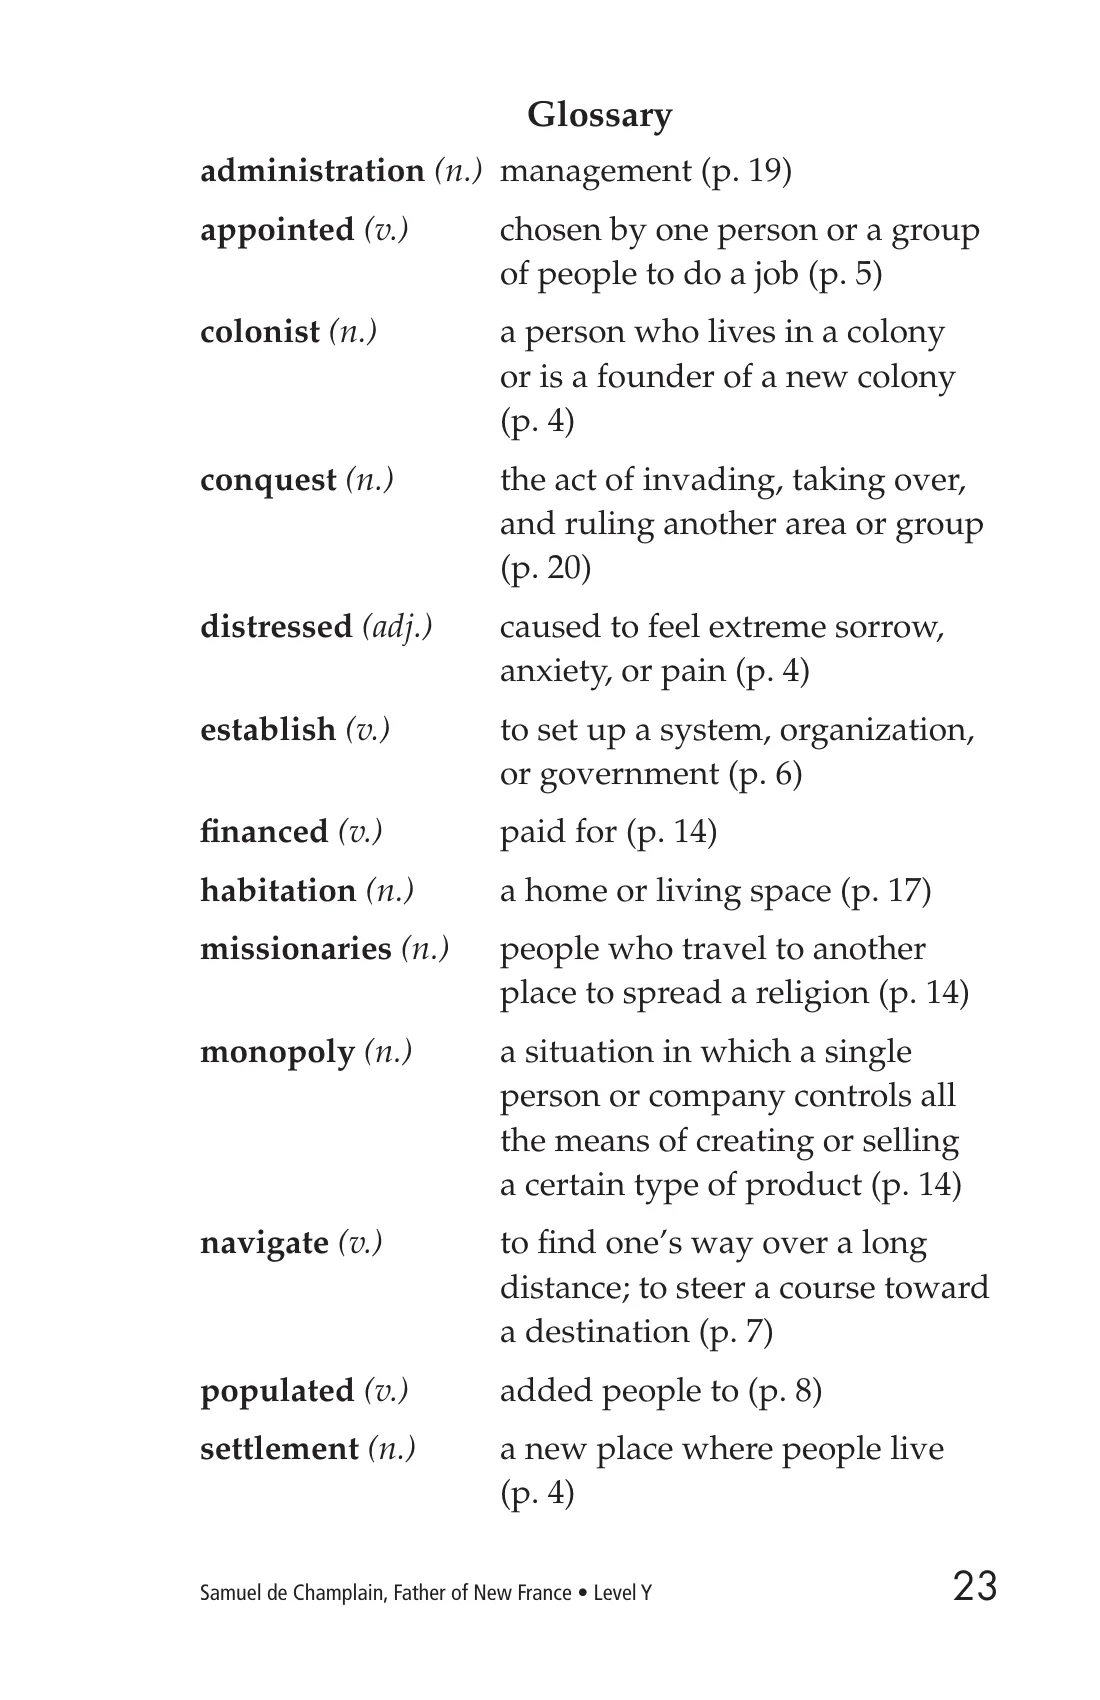 Glossary
administration (n.) management (p. 19)
appointed (v.) chosen by one person or a group
of people to do a job (p. 5)
colonist (n.) a person who lives in a colony
or is a founder of a new colony
(p. 4)
conquest (n.) the act of invading, taking over,
and ruling another area or group
(p. 20)
distressed (adj.) caused to feel extreme sorrow,
anxiety, or pain (p. 4)
establish (v.) to set up a system, organization,
or government (p. 6)
financed (v.) paid for (p. 14)
habitation (n.) a home or living space (p. 17)
missionaries (n.) people who travel to another
place to spread a religion (p. 14)
monopoly (n.) a situation in which a single
person or company controls all
the means of creating or selling
a certain type of product (p. 14)
navigate (v.) to find one’s way over a long
distance; to steer a course toward
a destination (p. 7)
populated (v.) added people to (p. 8)
settlement (n.) a new place where people live
(p. 4)
Samuel de Champlain, Father of New France • Level Y 23